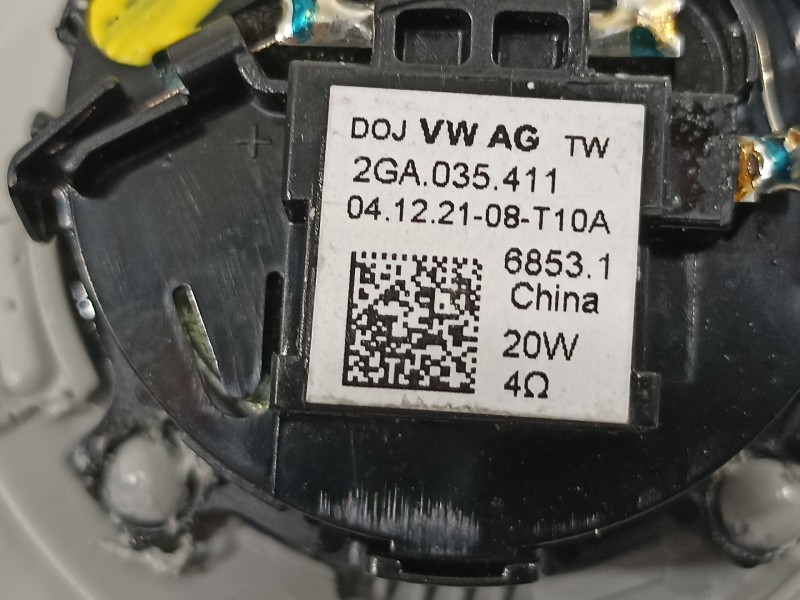 DOJ VW AG TW
2GA.035.411
04.12.21-08-T10A
6853.1
China
20W
4Ω